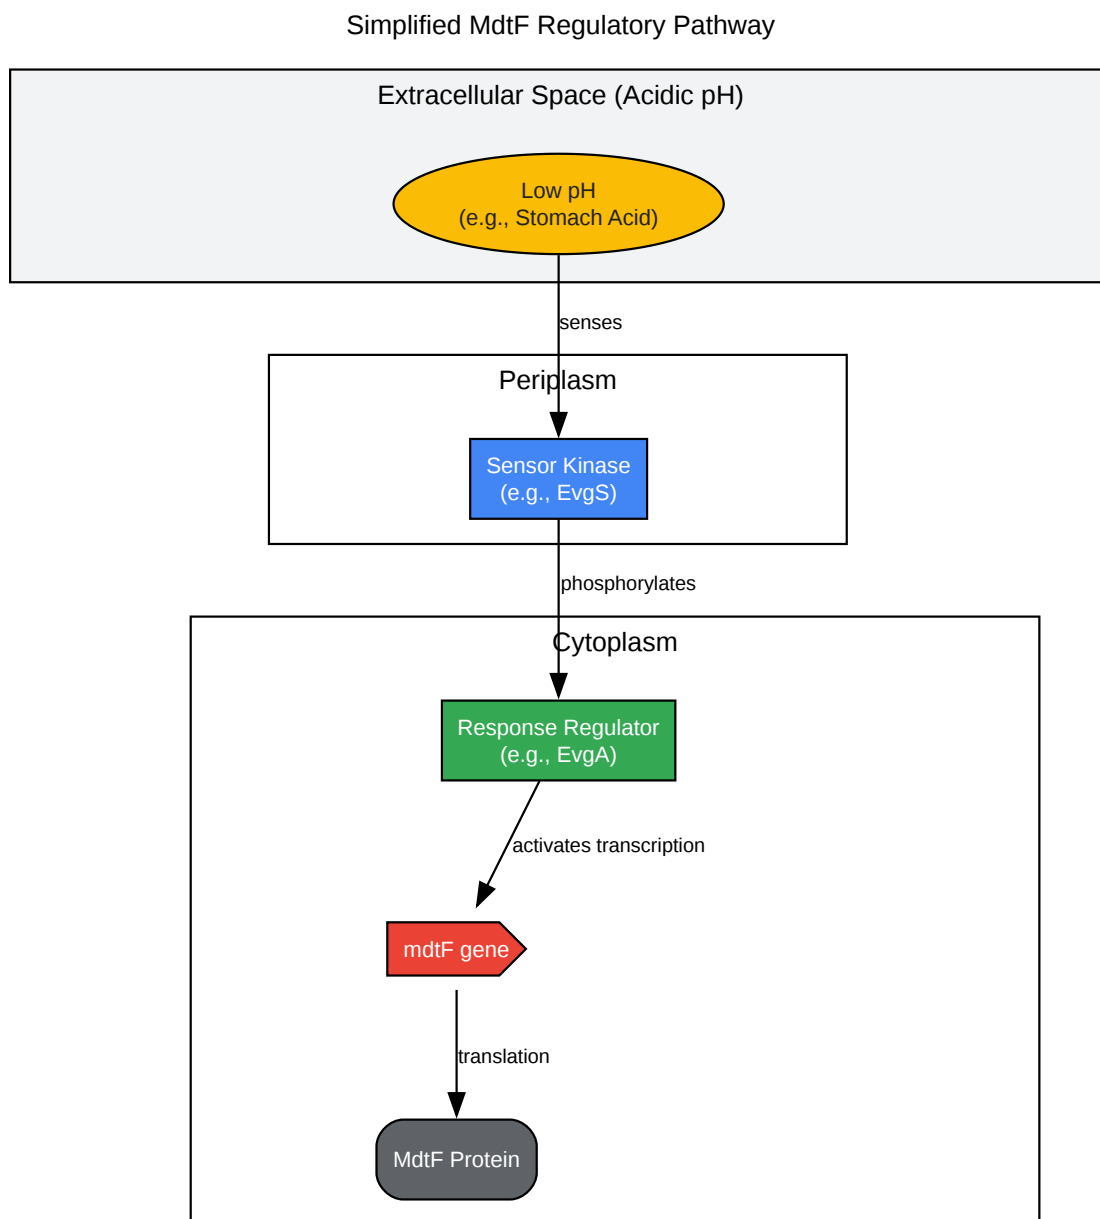 Simplified MdtF Regulatory Pathway
Extracellular Space (Acidic pH)
Low pH
(e.g., Stomach Acid)
senses
Periplasm
Sensor Kinase
(e.g., EvgS)
phosphorylates
Cytoplasm
Response Regulator
(e.g., EvgA)
activates transcription
mdtF gene
translation
MdtF Protein